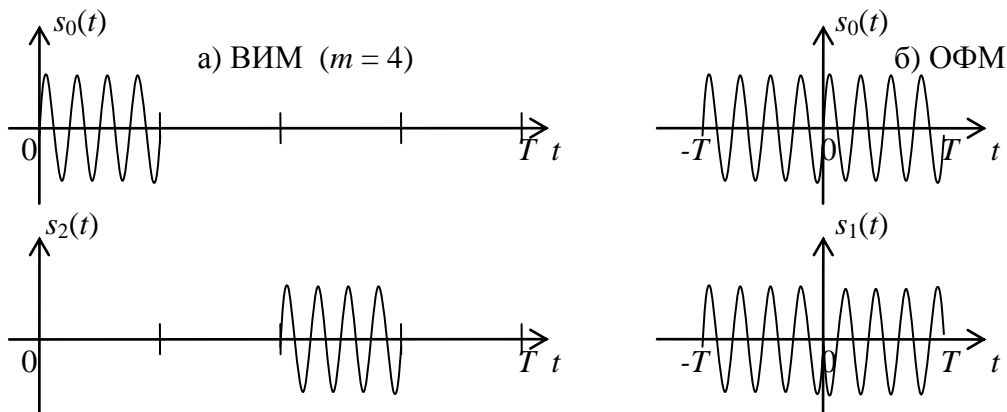 s₀(t) s₀(t)
а) ВИМ (m = 4) б) ОФМ
0 T t -T 0 T t
s₂(t) s₁(t)
0 T t -T 0 T t